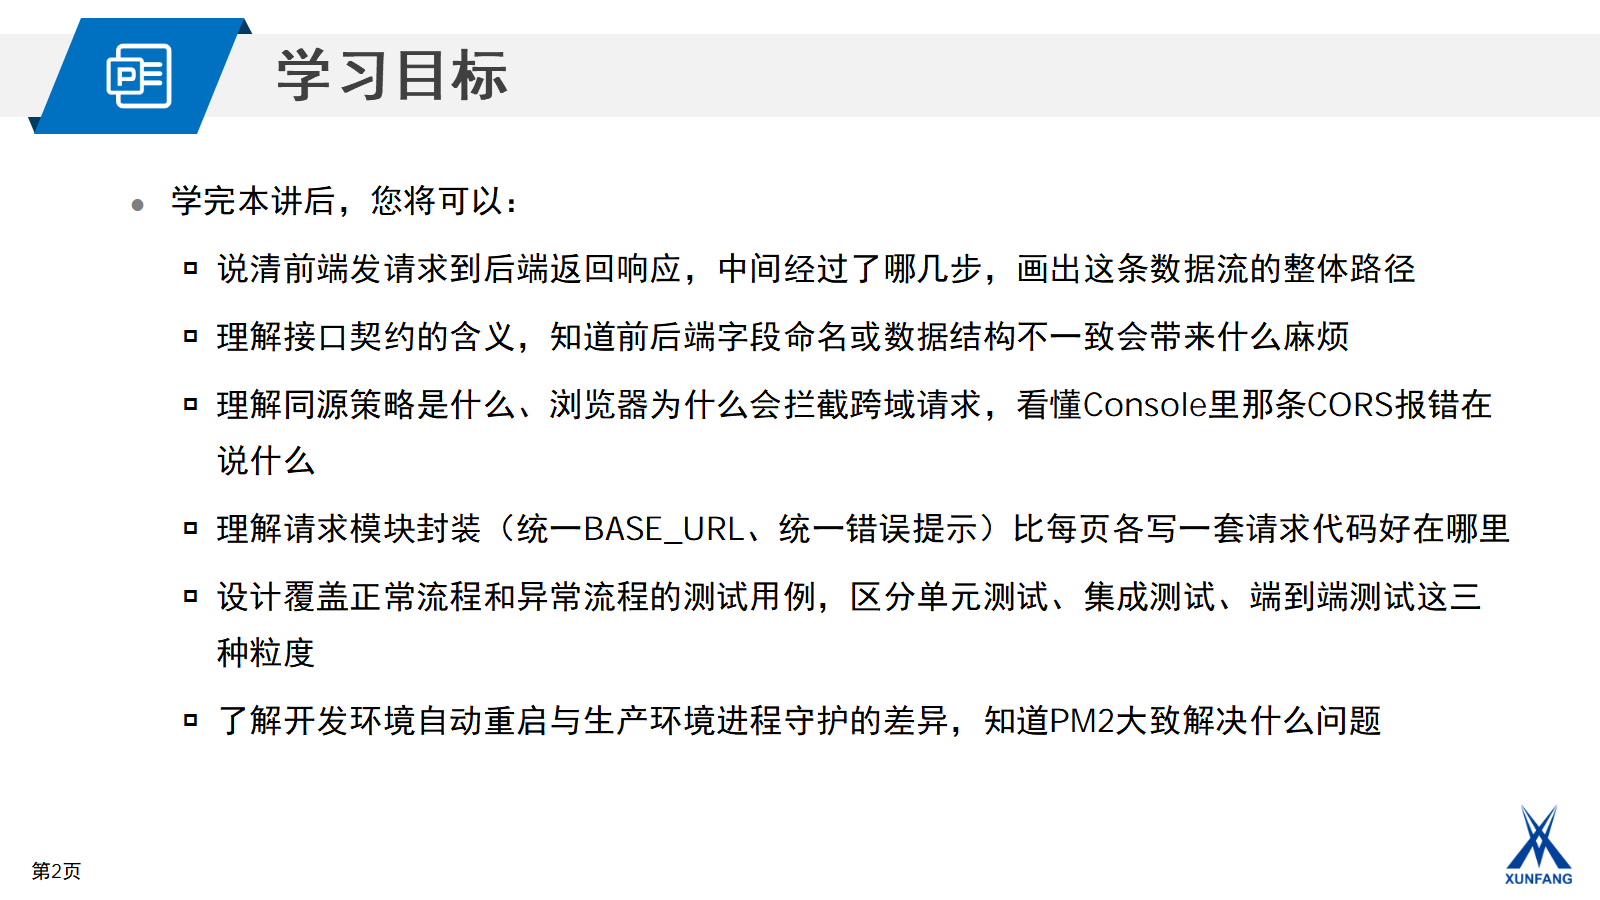 学习目标
学完本讲后，您将可以：
说清前端发请求到后端返回响应，中间经过了哪几步，画出这条数据流的整体路径
理解接口契约的含义，知道前后端字段命名或数据结构不一致会带来什么麻烦
理解同源策略是什么、浏览器为什么会拦截跨域请求，看懂Console里那条CORS报错在
说什么
理解请求模块封装（统一BASE_URL、统一错误提示）比每页各写一套请求代码好在哪里
设计覆盖正常流程和异常流程的测试用例，区分单元测试、集成测试、端到端测试这三
种粒度
了解开发环境自动重启与生产环境进程守护的差异，知道PM2大致解决什么问题
第2页
XUNFANG